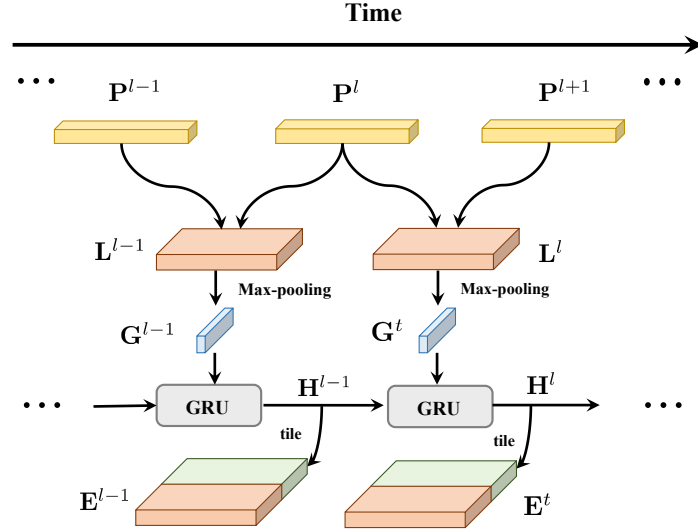 Time
... ...
P^{l-1} P^l P^{l+1}
L^{l-1} L^l
Max-pooling Max-pooling
G^{l-1} G^t
H^{l-1} H^l
... GRU GRU ...
tile tile
E^{l-1} E^t